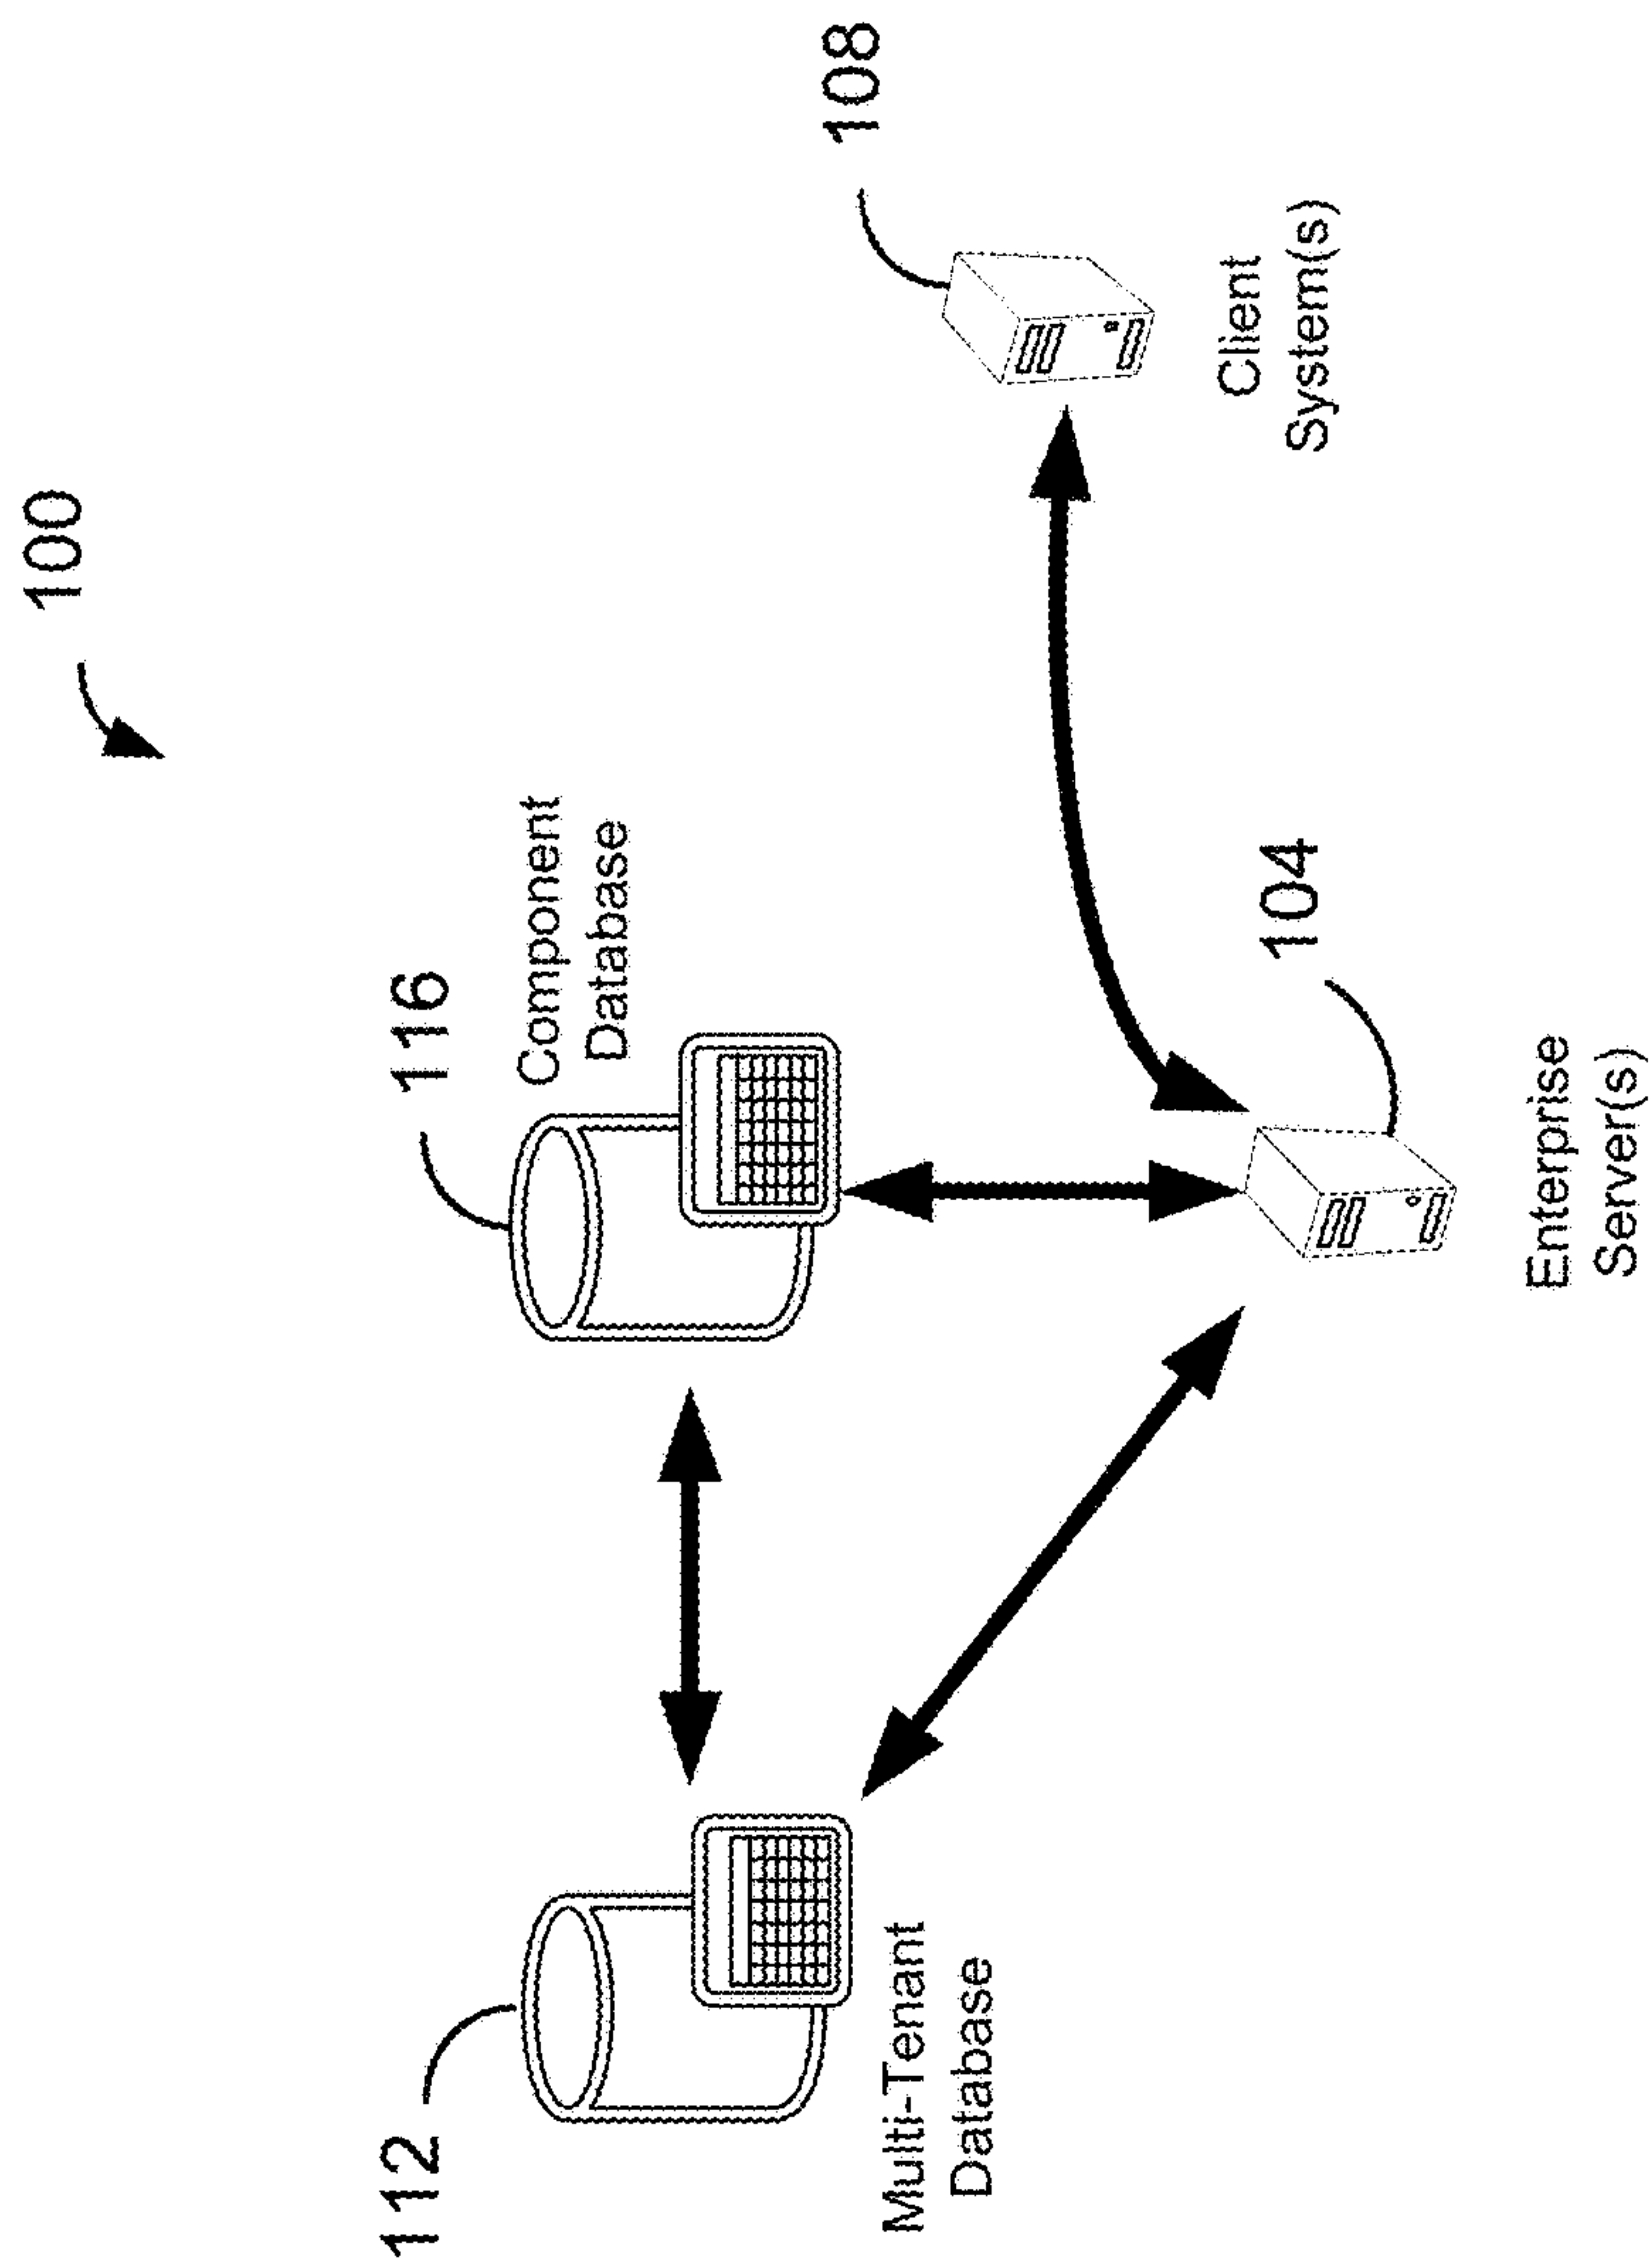 100
108
116
Component
Database
112
Multi-Tenant
Database
104
Client
System(s)
Enterprise
Server(s)